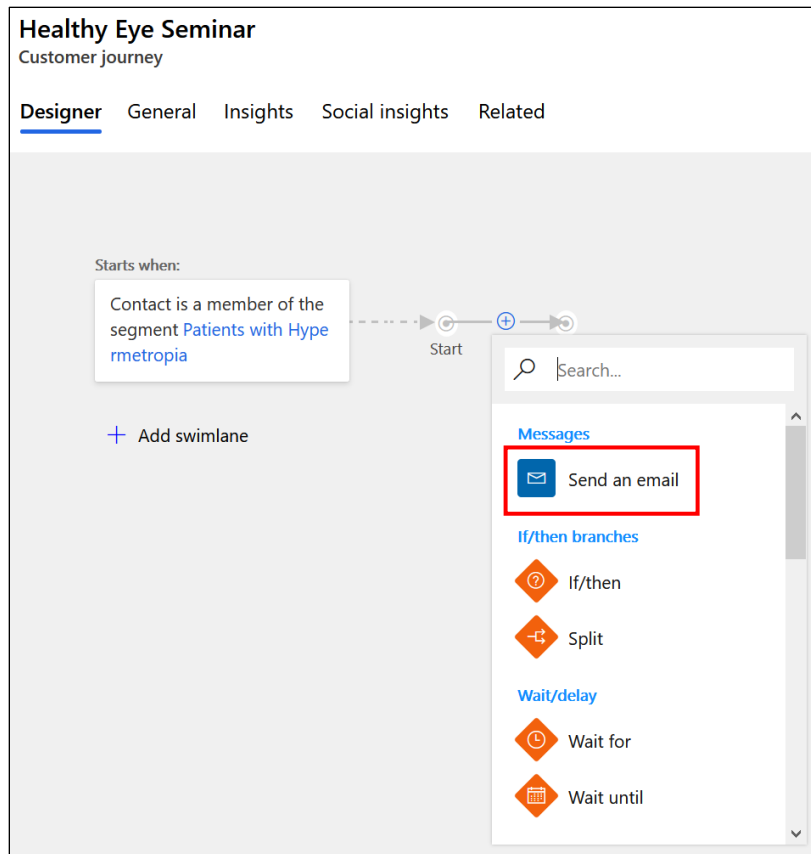 Healthy Eye Seminar
Customer journey
Designer General Insights Social insights Related
Starts when:
Contact is a member of the
segment Patients with Hype
rmetropia
Start
Add swimlane
Search...
Messages
Send an email
If/then branches
If/then
Split
Wait/delay
Wait for
Wait until